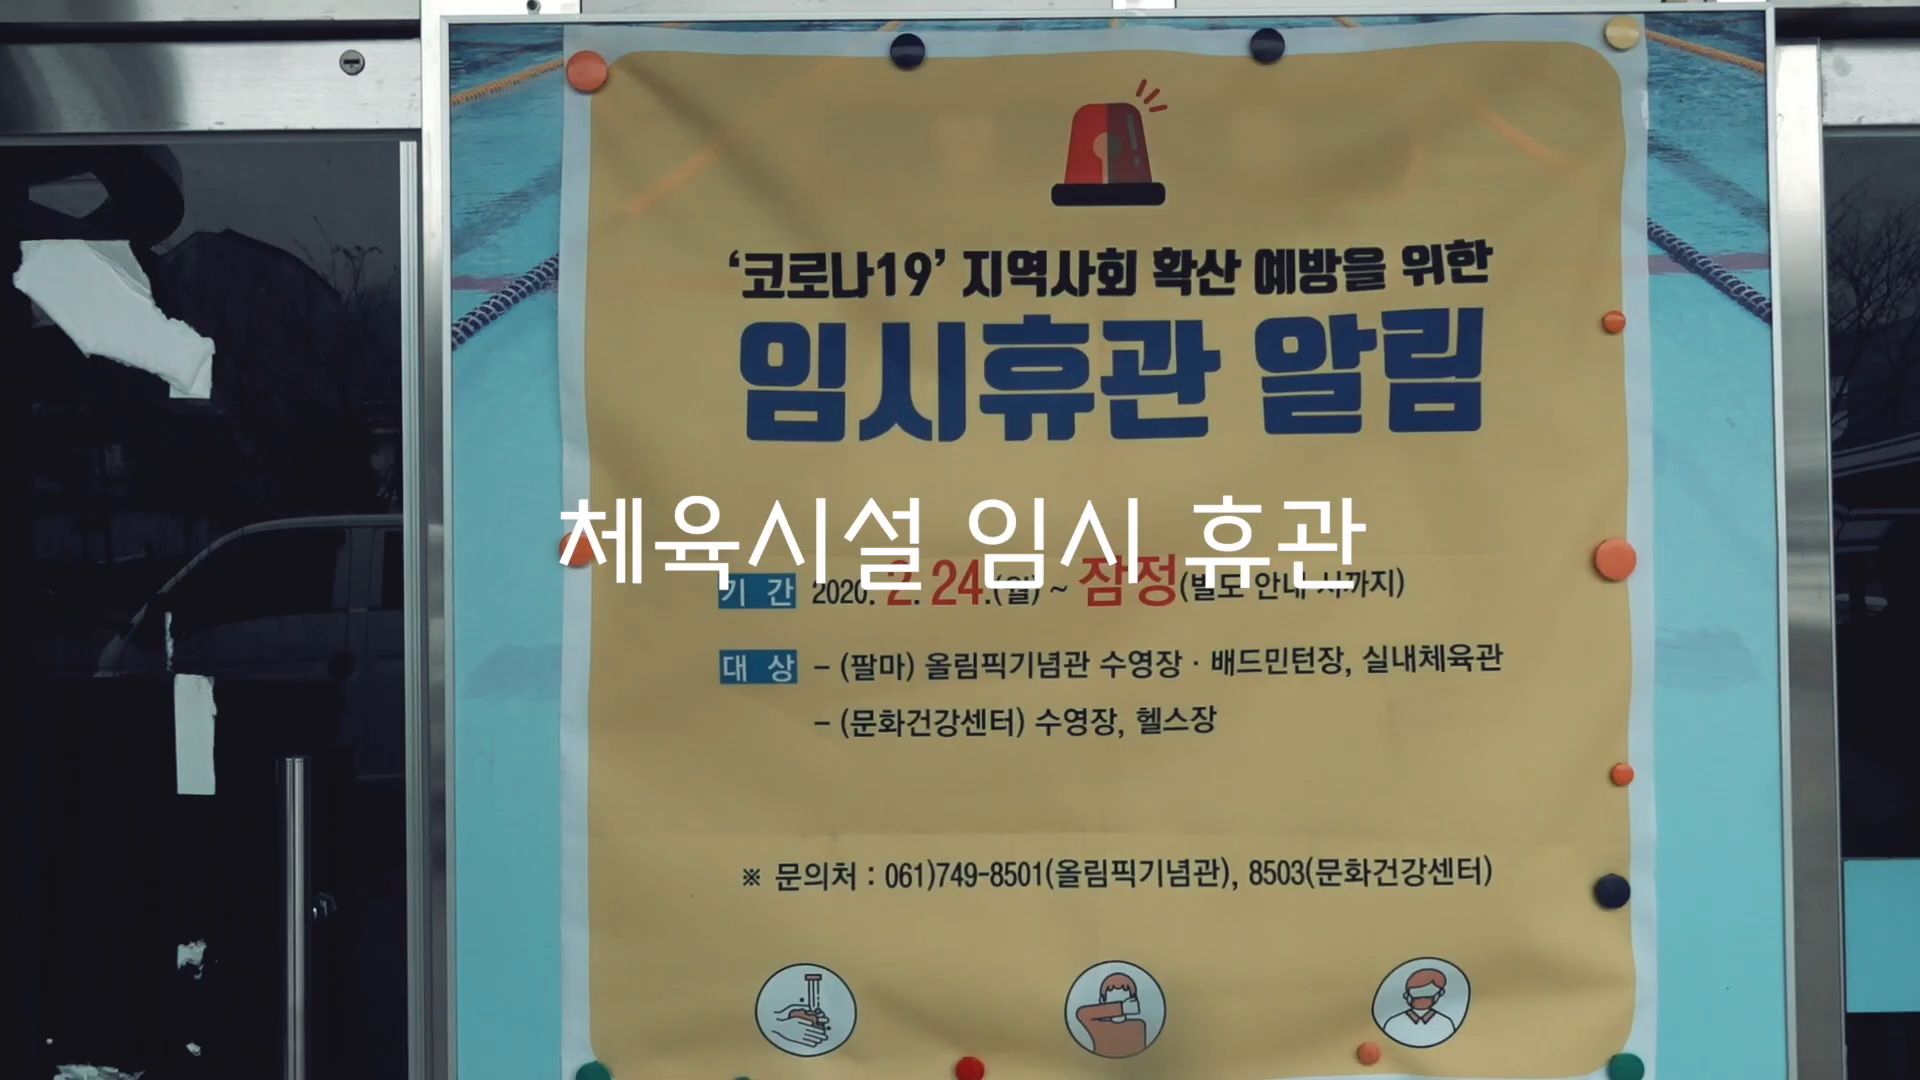 ‘코로나19’ 지역사회 확산 예방을 위한
임시휴관 알림
체육시설 임시 휴관
기 간 2020. 2. 24.(월) ~ 잠정(별도 안내 시까지)
대 상 – (팔마) 올림픽기념관 수영장 · 배드민턴장, 실내체육관
– (문화건강센터) 수영장, 헬스장
※ 문의처 : 061)749-8501(올림픽기념관), 8503(문화건강센터)